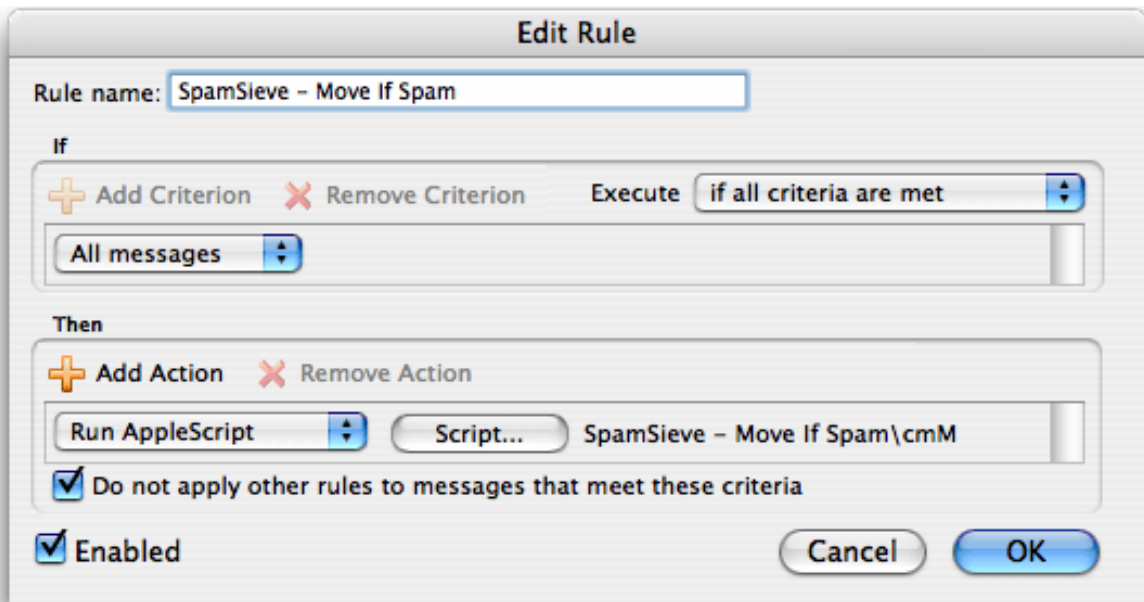 Edit Rule
Rule name: SpamSieve – Move If Spam
If
Add Criterion Remove Criterion Execute if all criteria are met
All messages
Then
Add Action Remove Action
Run AppleScript Script... SpamSieve – Move If Spam\cmM
Do not apply other rules to messages that meet these criteria
Enabled Cancel OK